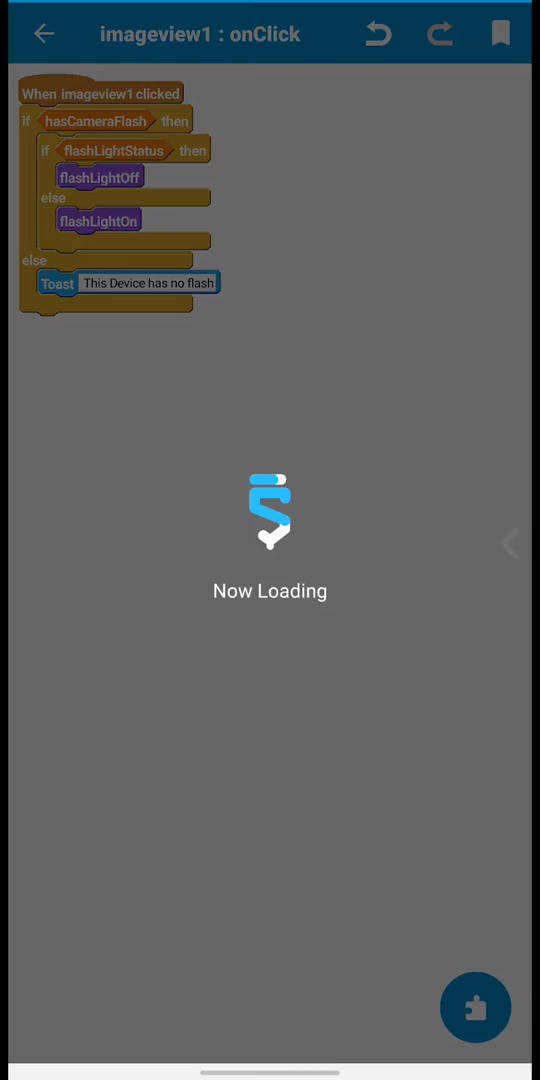 imageview1 : onClick
When imageview1 clicked
if hasCameraFlash then
if flashLightStatus then
flashLightOff
else
flashLightOn
else
Toast This Device has no flash
Now Loading